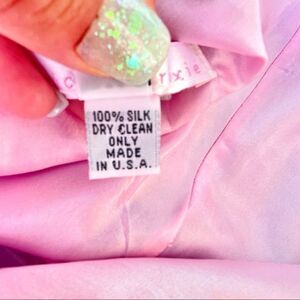 100% SILK
DRY CLEAN
ONLY
MADE
IN U.S.A.